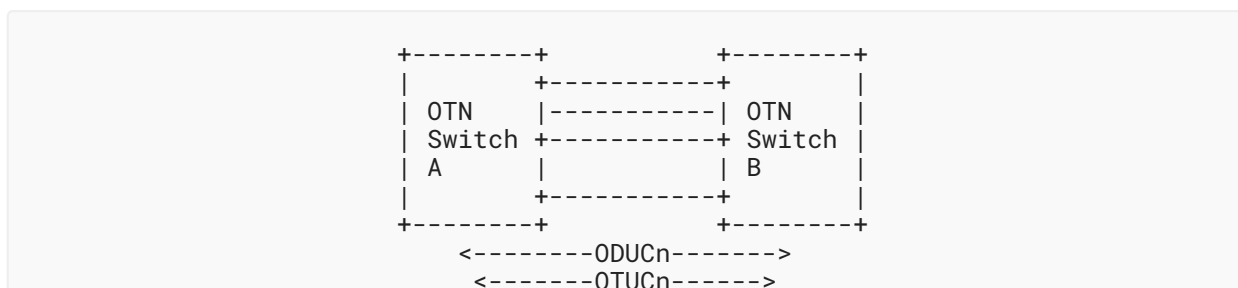 +--------+            +--------+
|        +-----------+         |
| OTN    |-----------| OTN     |
| Switch +-----------+ Switch  |
| A      |           | B       |
|        +-----------+         |
+--------+            +--------+
<--------ODUCn------->
<-------OTUCn------>